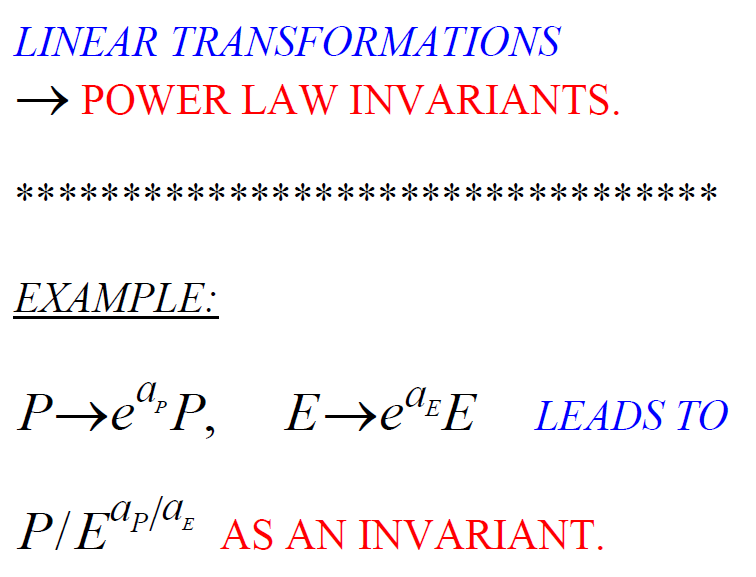 LINEAR TRANSFORMATIONS
→ POWER LAW INVARIANTS.
*********************************
EXAMPLE:
P→e^{a_P}P, E→e^{a_E}E LEADS TO
P/E^{a_P/a_E} AS AN INVARIANT.